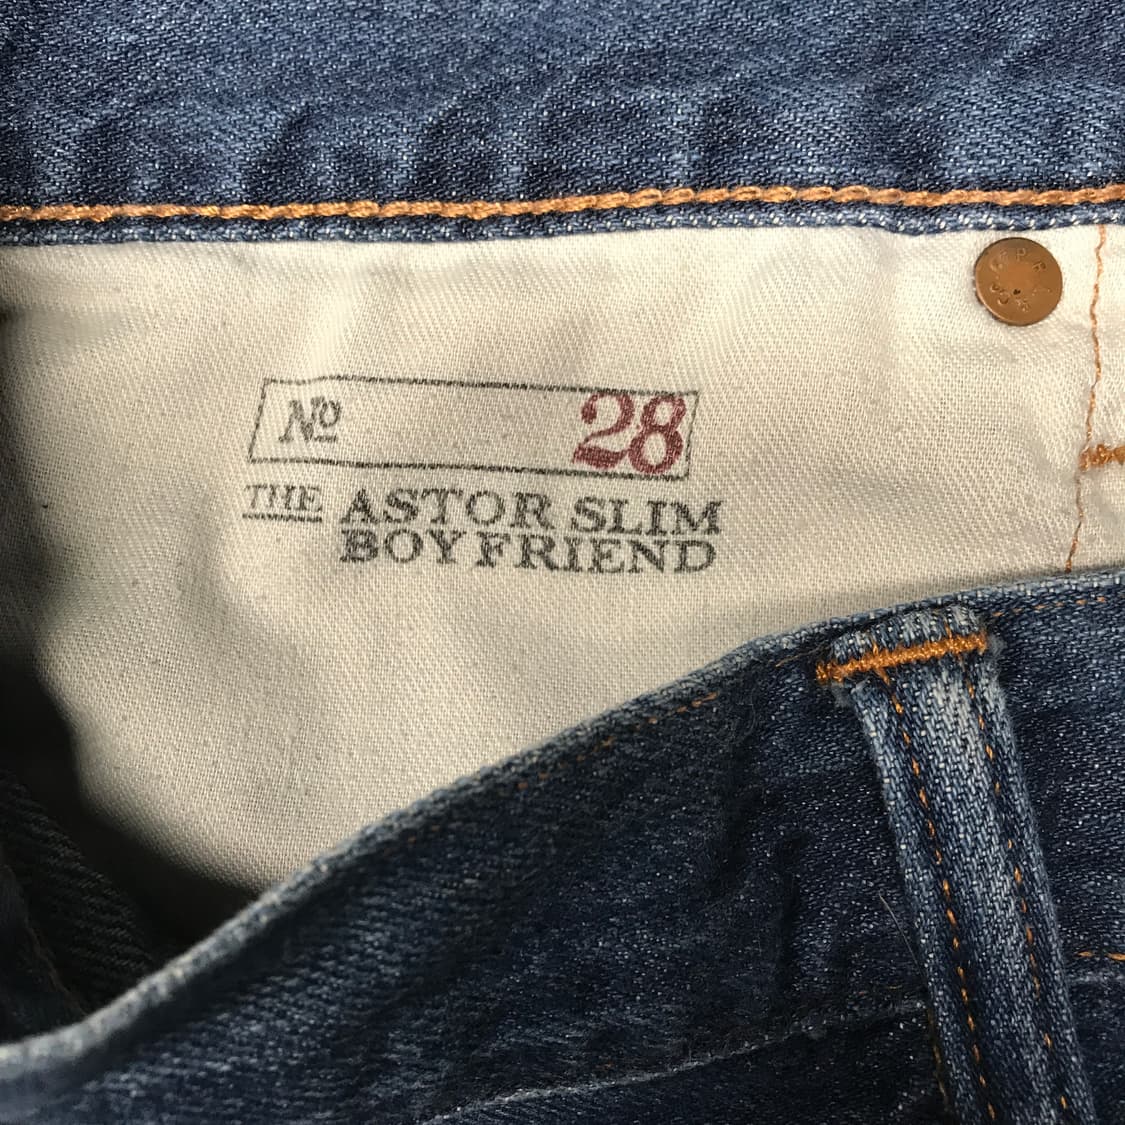 No 28
THE ASTOR SLIM
BOYFRIEND